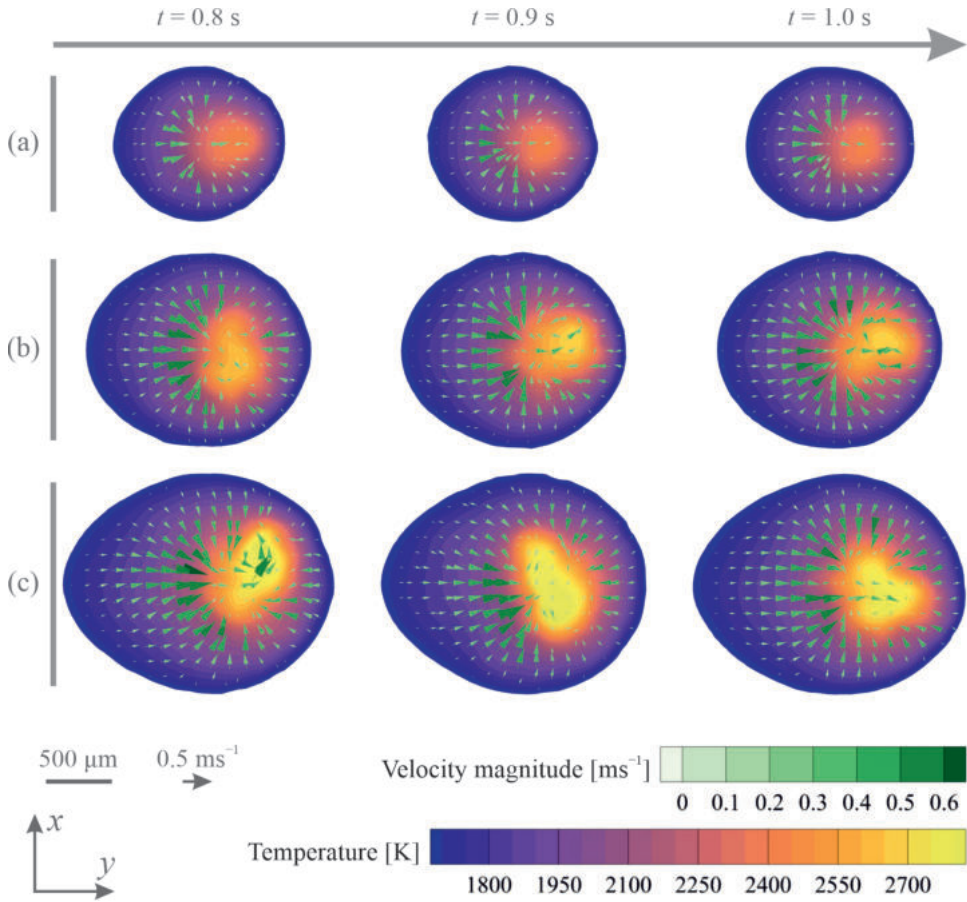 t = 0.8 s
t = 0.9 s
t = 1.0 s
(a)
(b)
(c)
500 μm
0.5 ms⁻¹
Velocity magnitude [ms⁻¹]
0 0.1 0.2 0.3 0.4 0.5 0.6
x
y
Temperature [K]
1800 1950 2100 2250 2400 2550 2700